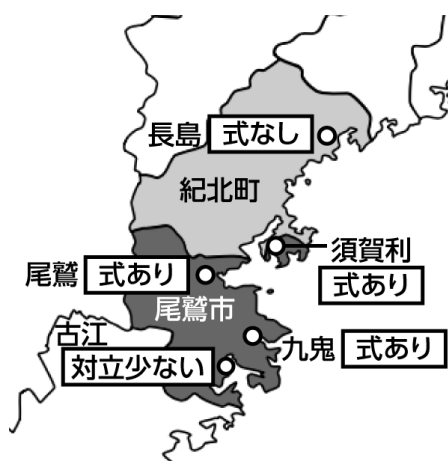 長島 式なし
紀北町
須賀利
式あり
尾鷲 式あり
尾鷲市
古江
対立少ない
九鬼 式あり